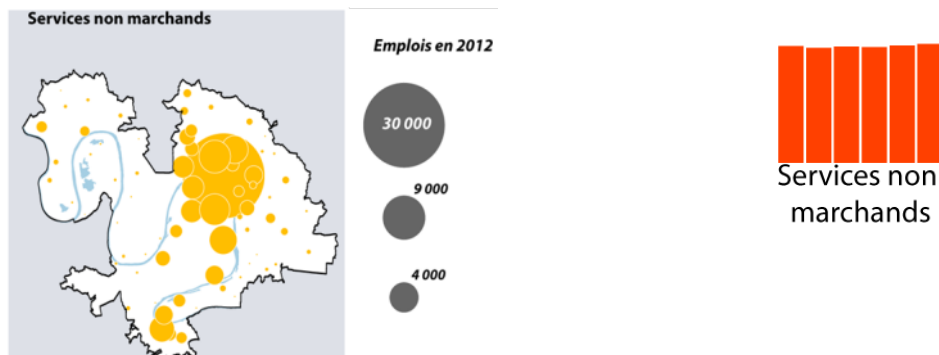 Services non marchands
Emplois en 2012
30 000
9 000
4 000
Services non
marchands